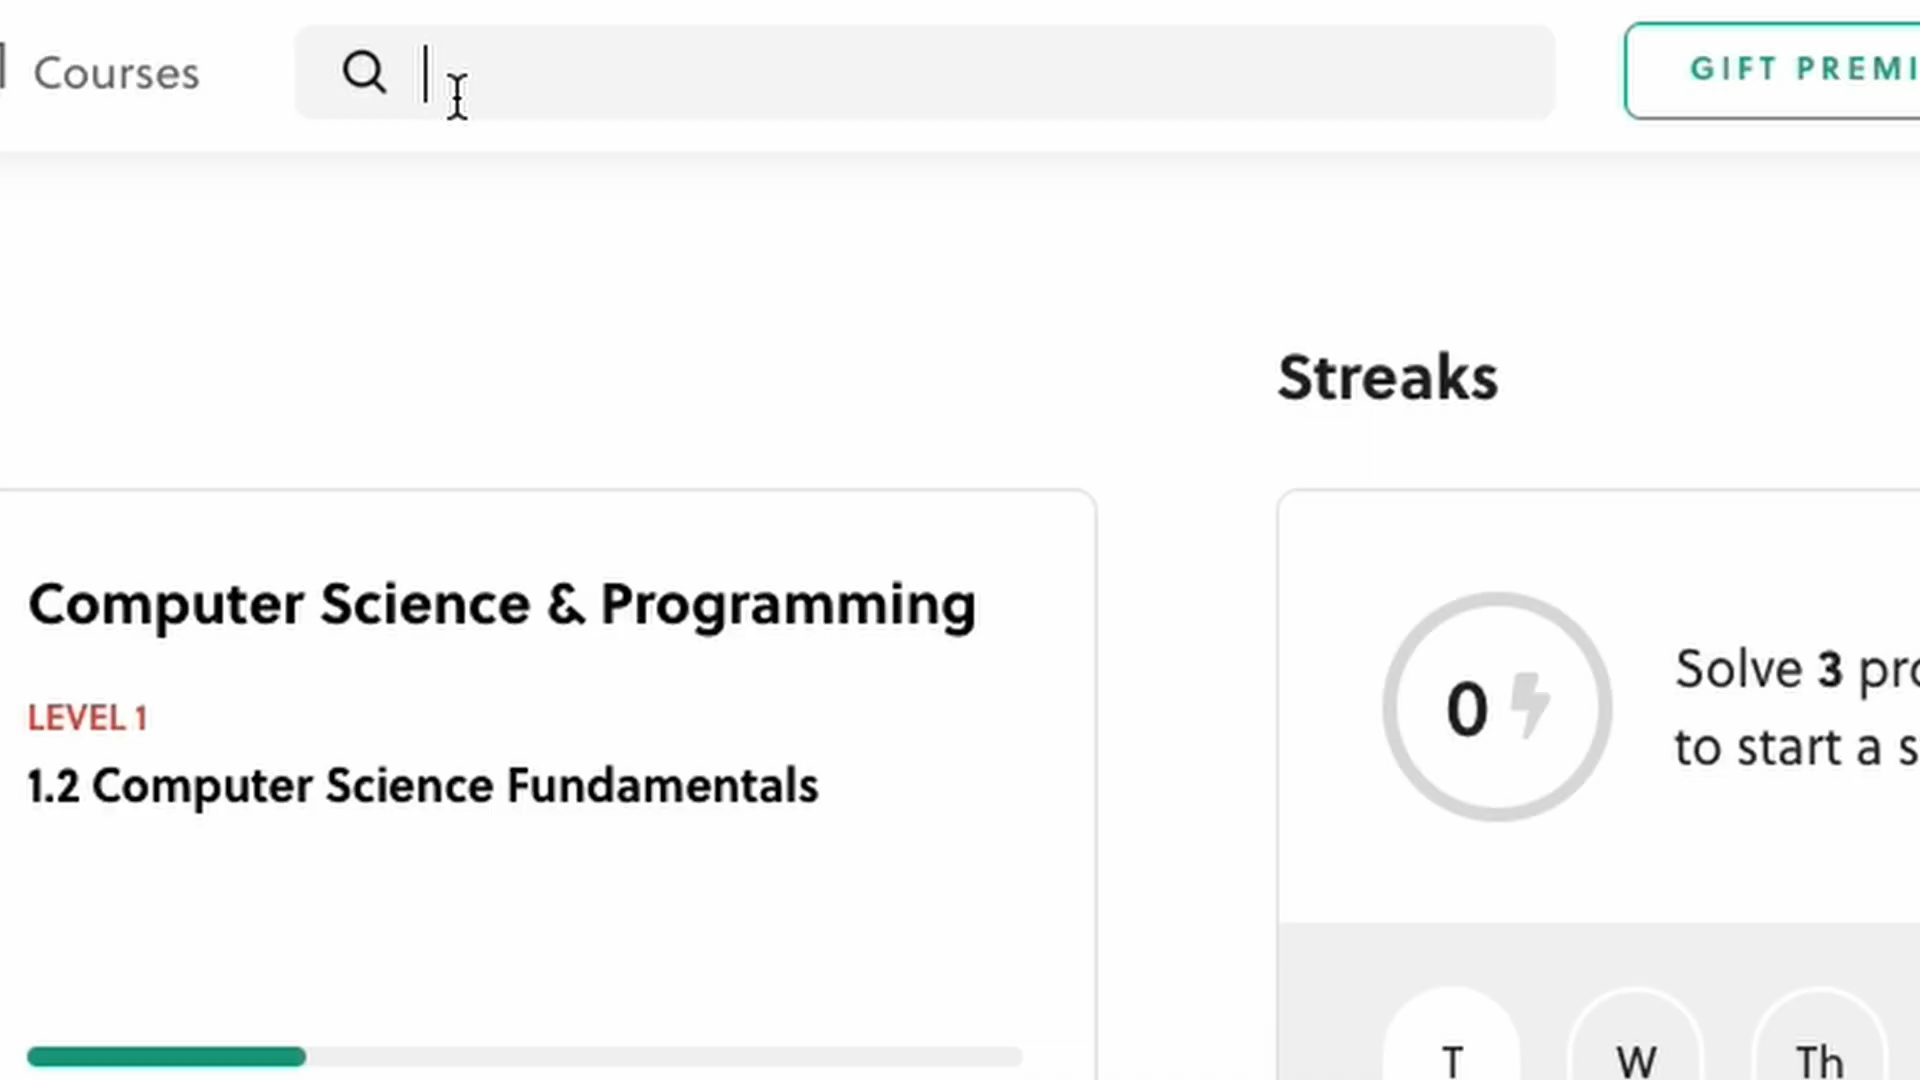 Courses
GIFT PREMI
Streaks
Computer Science & Programming
LEVEL 1
1.2 Computer Science Fundamentals
0
Solve 3 pro
to start a s
T W Th